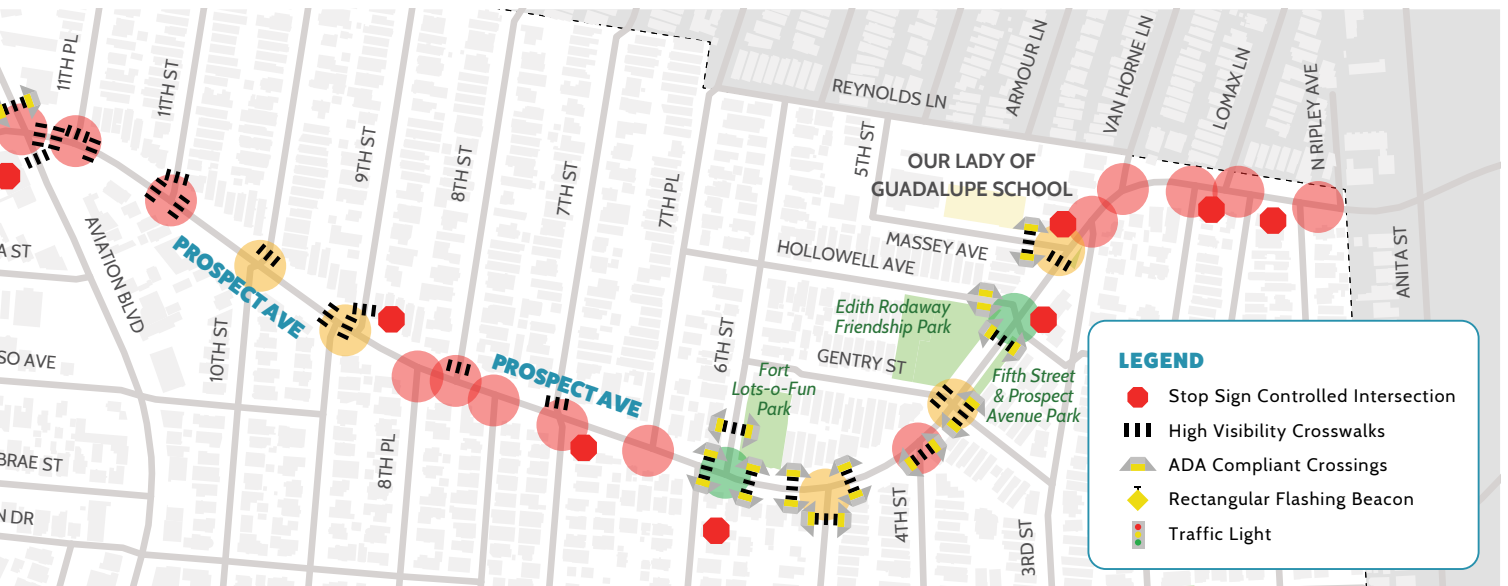 11TH PL
11TH ST
9TH ST
8TH ST
7TH ST
7TH PL
5TH ST
REYNOLDS LN
ARMOUR LN
VAN HORNE LN
LOMAX LN
N RIPLEY AVE
ANITA ST
OUR LADY OF
GUADALUPE SCHOOL
MASSEY AVE
HOLLOWELL AVE
A ST
AVIATION BLVD
PROSPECT AVE
10TH ST
SO AVE
PROSPECT AVE
8TH PL
BRAE ST
N DR
6TH ST
GENTRY ST
Edith Rodaway
Friendship Park
Fort
Lots-o-Fun
Park
Fifth Street
& Prospect
Avenue Park
4TH ST
3RD ST
LEGEND
Stop Sign Controlled Intersection
High Visibility Crosswalks
ADA Compliant Crossings
Rectangular Flashing Beacon
Traffic Light